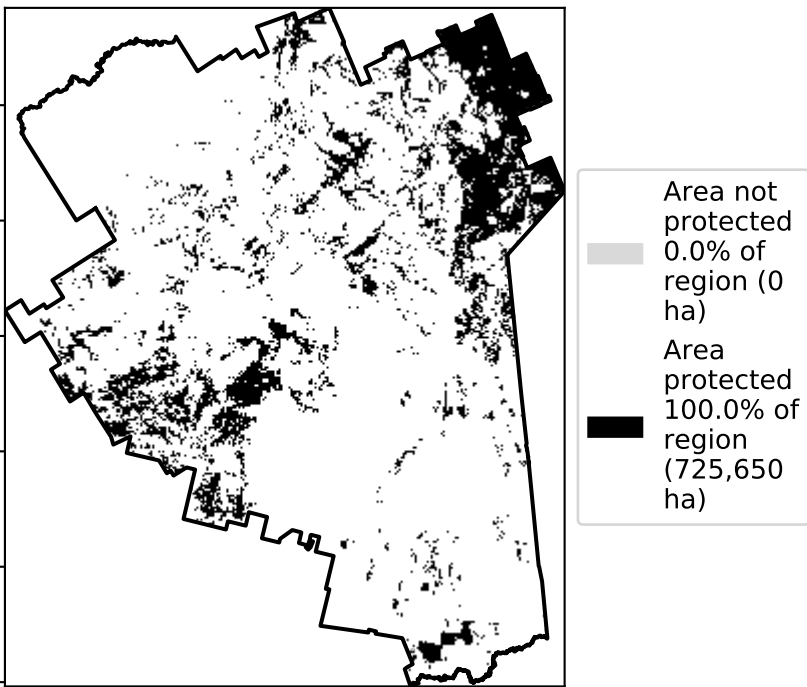 Area not
protected
0.0% of
region (0
ha)
Area
protected
100.0% of
region
(725,650
ha)